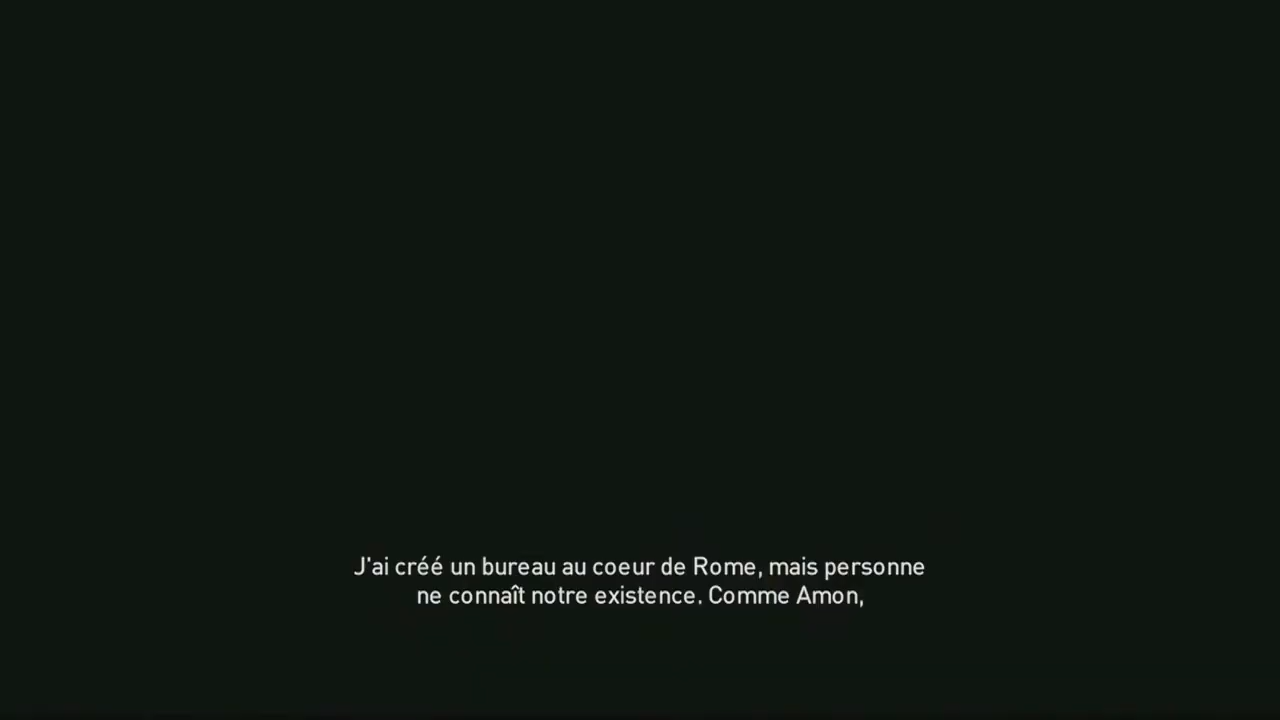 J'ai créé un bureau au coeur de Rome, mais personne
ne connaît notre existence. Comme Amon,